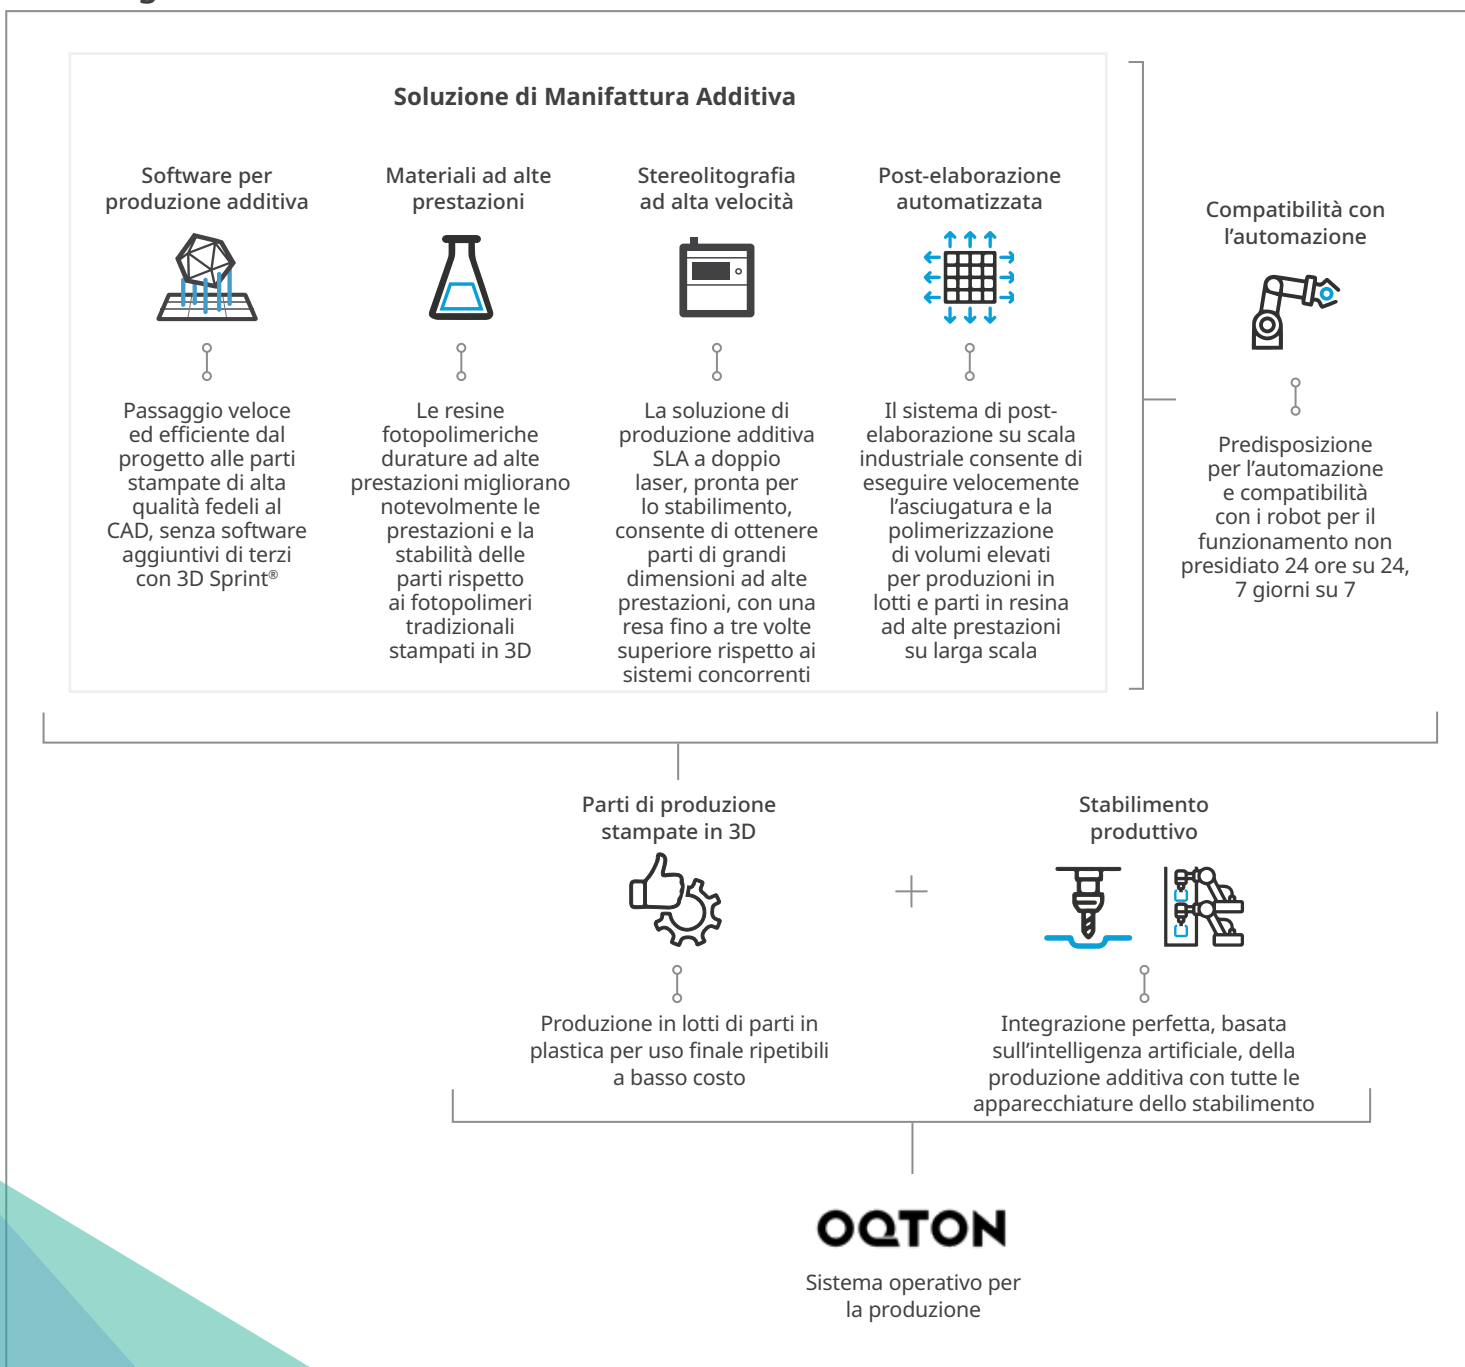 Soluzione di Manifattura Additiva
Software per
produzione additiva
Passaggio veloce
ed efficiente dal
progetto alle parti
stampate di alta
qualità fedeli al
CAD, senza software
aggiuntivi di terzi
con 3D Sprint®
Materiali ad alte
prestazioni
Le resine
fotopolimeriche
durature ad alte
prestazioni migliorano
notevolmente le
prestazioni e la
stabilità delle
parti rispetto
ai fotopolimeri
tradizionali
stampati in 3D
Stereolitografia
ad alta velocità
La soluzione di
produzione additiva
SLA a doppio
laser, pronta per
lo stabilimento,
consente di ottenere
parti di grandi
dimensioni ad alte
prestazioni, con una
resa fino a tre volte
superiore rispetto ai
sistemi concorrenti
Post-elaborazione
automatizzata
Il sistema di post-
elaborazione su scala
industriale consente di
eseguire velocemente
l’asciugatura e la
polimerizzazione
di volumi elevati
per produzioni in
lotti e parti in resina
ad alte prestazioni
su larga scala
Compatibilità con
l’automazione
Predisposizione
per l’automazione
e compatibilità
con i robot per il
funzionamento non
presidiato 24 ore su 24,
7 giorni su 7
Parti di produzione
stampate in 3D
Produzione in lotti di parti in
plastica per uso finale ripetibili
a basso costo
Stabilimento
produttivo
Integrazione perfetta, basata
sull’intelligenza artificiale, della
produzione additiva con tutte le
apparecchiature dello stabilimento
OQTON
Sistema operativo per
la produzione